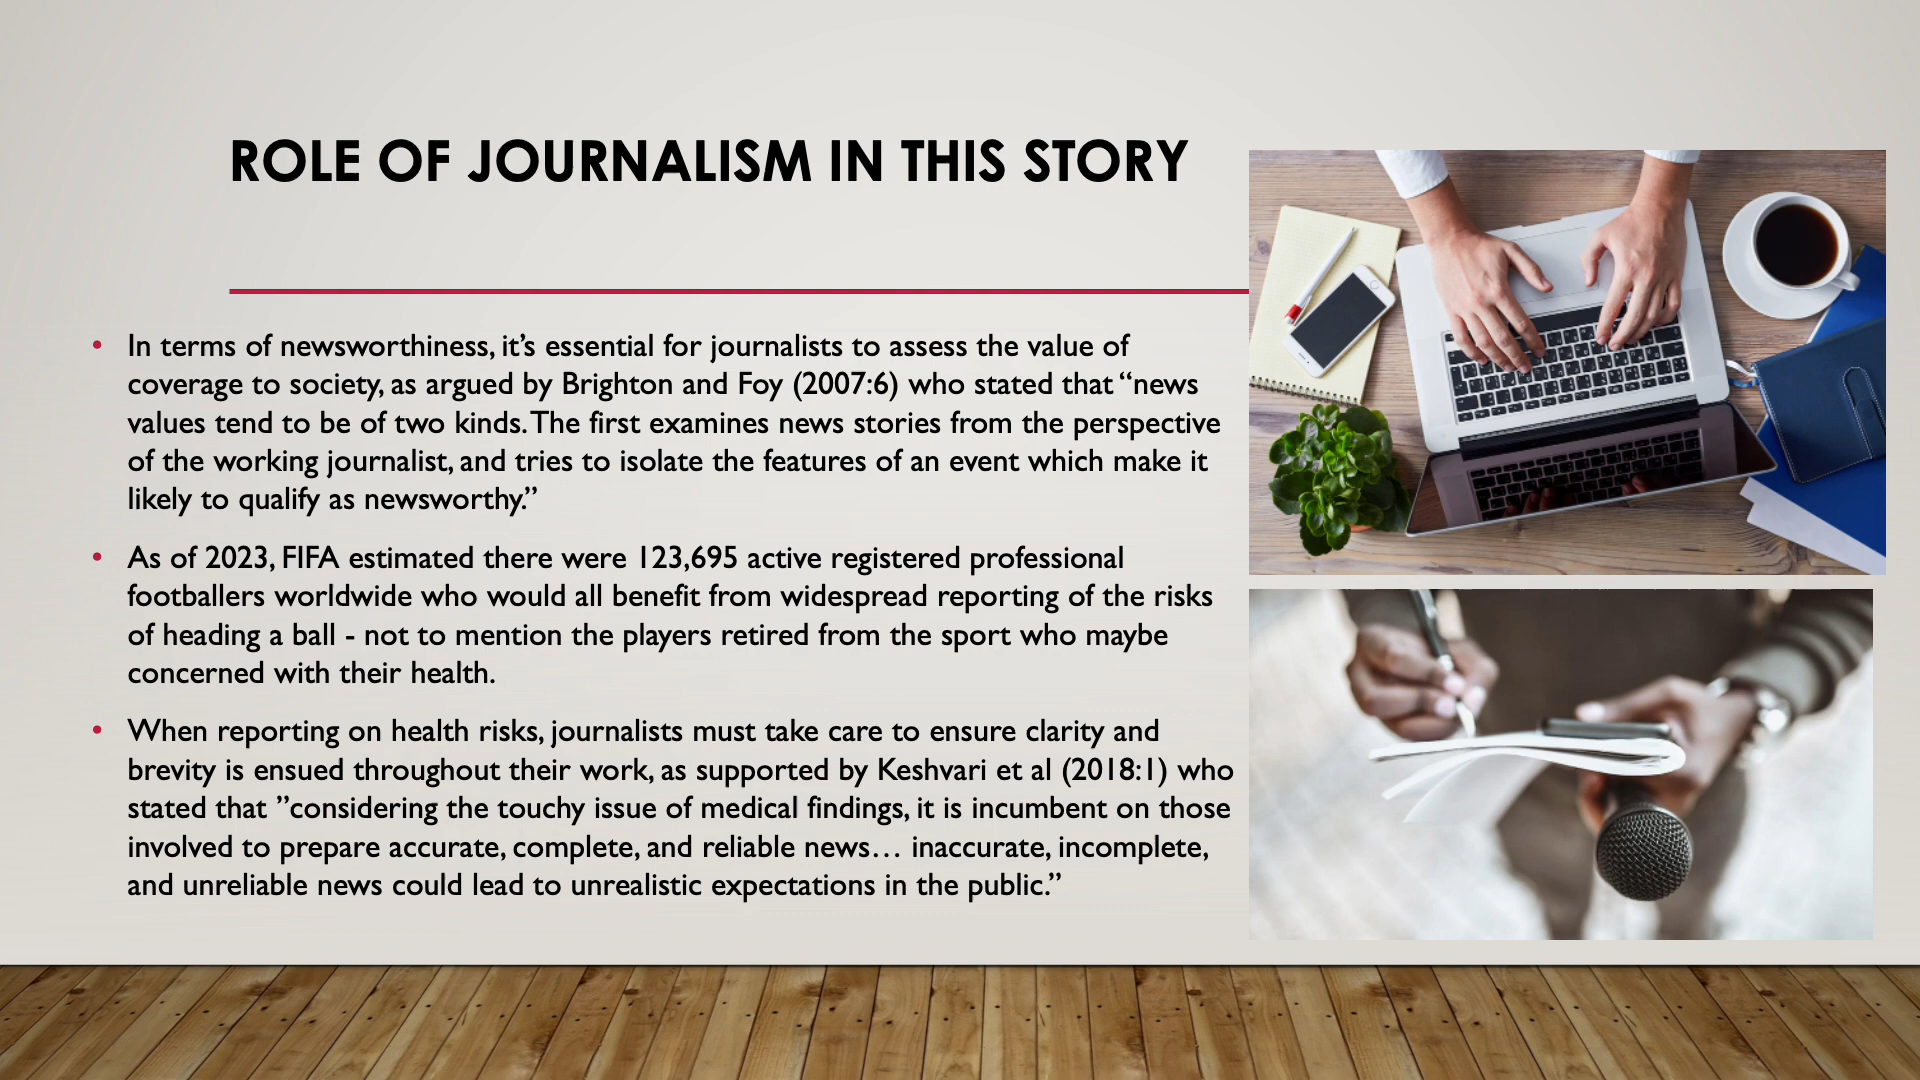 ROLE OF JOURNALISM IN THIS STORY
• In terms of newsworthiness, it’s essential for journalists to assess the value of
coverage to society, as argued by Brighton and Foy (2007:6) who stated that “news
values tend to be of two kinds. The first examines news stories from the perspective
of the working journalist, and tries to isolate the features of an event which make it
likely to qualify as newsworthy.”
• As of 2023, FIFA estimated there were 123,695 active registered professional
footballers worldwide who would all benefit from widespread reporting of the risks
of heading a ball - not to mention the players retired from the sport who maybe
concerned with their health.
• When reporting on health risks, journalists must take care to ensure clarity and
brevity is ensued throughout their work, as supported by Keshvari et al (2018:1) who
stated that ”considering the touchy issue of medical findings, it is incumbent on those
involved to prepare accurate, complete, and reliable news… inaccurate, incomplete,
and unreliable news could lead to unrealistic expectations in the public.”